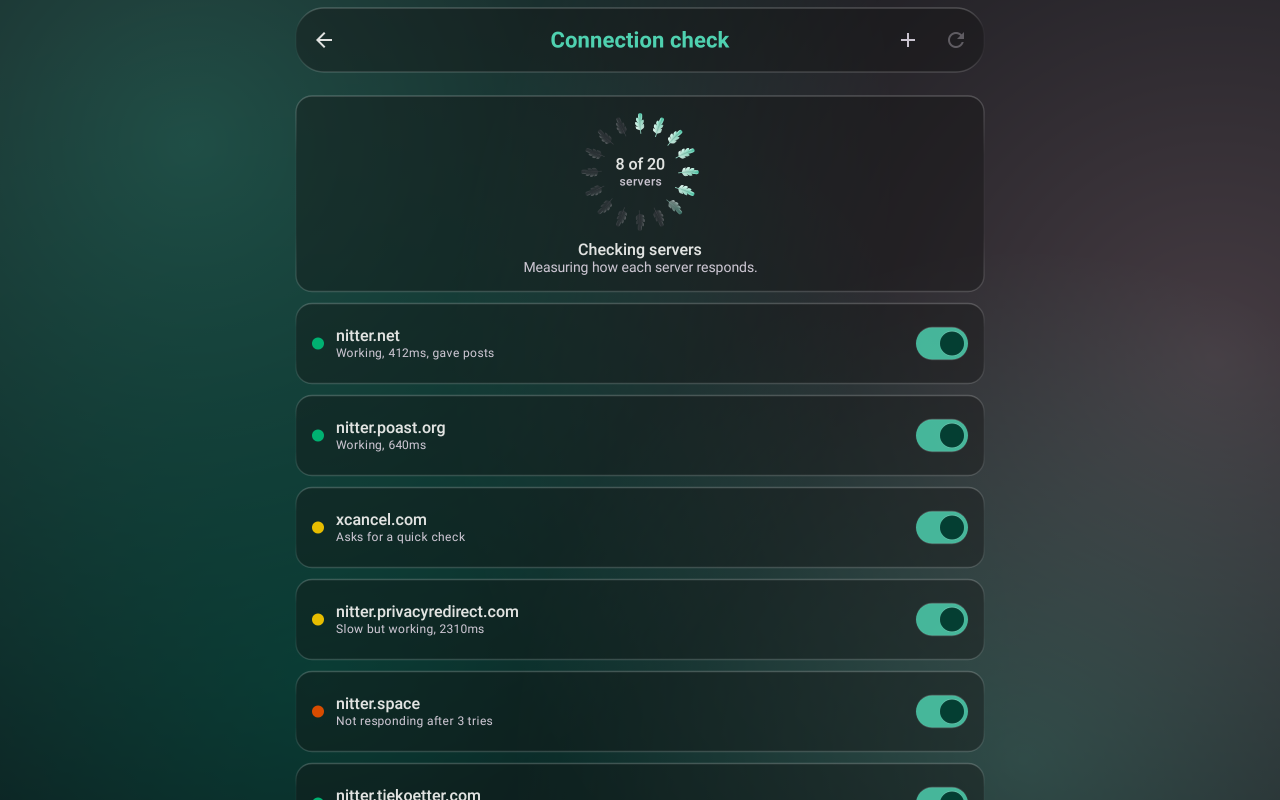 Connection check
8 of 20
servers
Checking servers
Measuring how each server responds.
nitter.net
Working, 412ms, gave posts
nitter.poast.org
Working, 640ms
xcancel.com
Asks for a quick check
nitter.privacyredirect.com
Slow but working, 2310ms
nitter.space
Not responding after 3 tries
nitter.tiekoetter.com